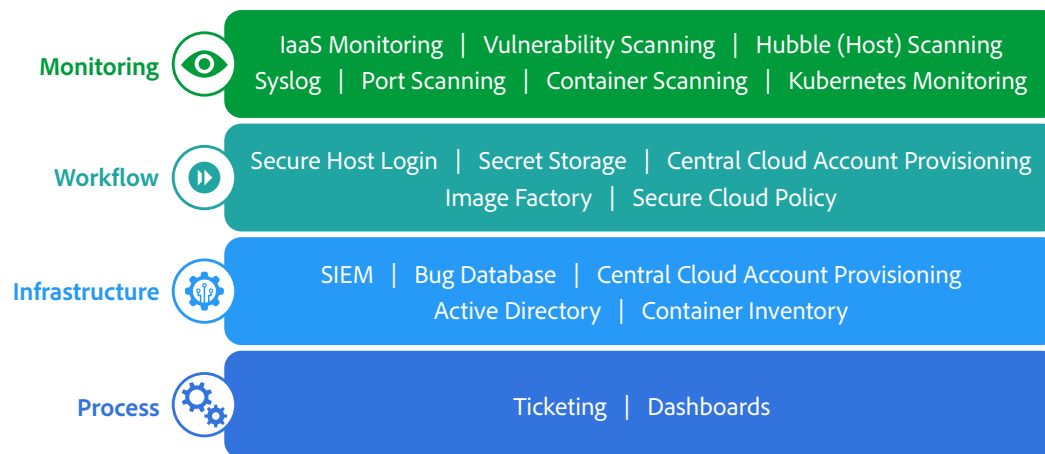 Monitoring
IaaS Monitoring | Vulnerability Scanning | Hubble (Host) Scanning
Syslog | Port Scanning | Container Scanning | Kubernetes Monitoring
Workflow
Secure Host Login | Secret Storage | Central Cloud Account Provisioning
Image Factory | Secure Cloud Policy
Infrastructure
SIEM | Bug Database | Central Cloud Account Provisioning
Active Directory | Container Inventory
Process
Ticketing | Dashboards